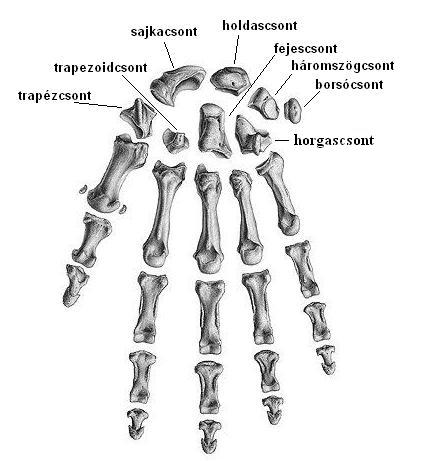 holdascsont
sajkacsont
fejescsont
trapezoidcsont
háromszögcsont
borsócsont
trapézcsont
horgascsont